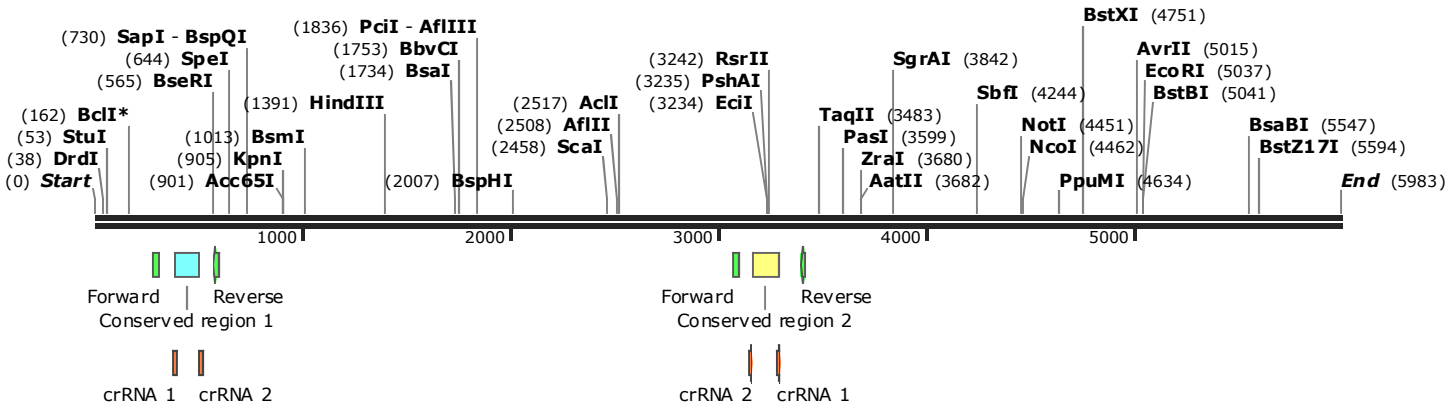 BstXI (4751)
(1836) PciI - AflIII
(730) SapI - BspQI
(1753) BbvCI
AvrII (5015)
(644) SpeI
(3242) RsrII
SgrAI (3842)
(1734) BsaI
EcoRI (5037)
(565) BseRI
(3235) PshAI
SbfI (4244)
BstBI (5041)
(1391) HindIII
(2517) AclI
(3234) EciI
(162) BclI*
TaqII (3483)
(2508) AflII
NotI (4451)
BsaBI (5547)
(53) StuI
(1013) BsmI
PasI (3599)
(2458) ScaI
NcoI (4462)
BstZ17I (5594)
(38) DrdI
(905) KpnI
ZraI (3680)
(0) Start
(901) Acc65I
(2007) BspHI
AatII (3682)
PpuMI (4634)
End (5983)
1000 2000 3000 4000 5000
Forward Reverse
Conserved region 1
Forward Reverse
Conserved region 2
crRNA 1 crRNA 2
crRNA 2 crRNA 1